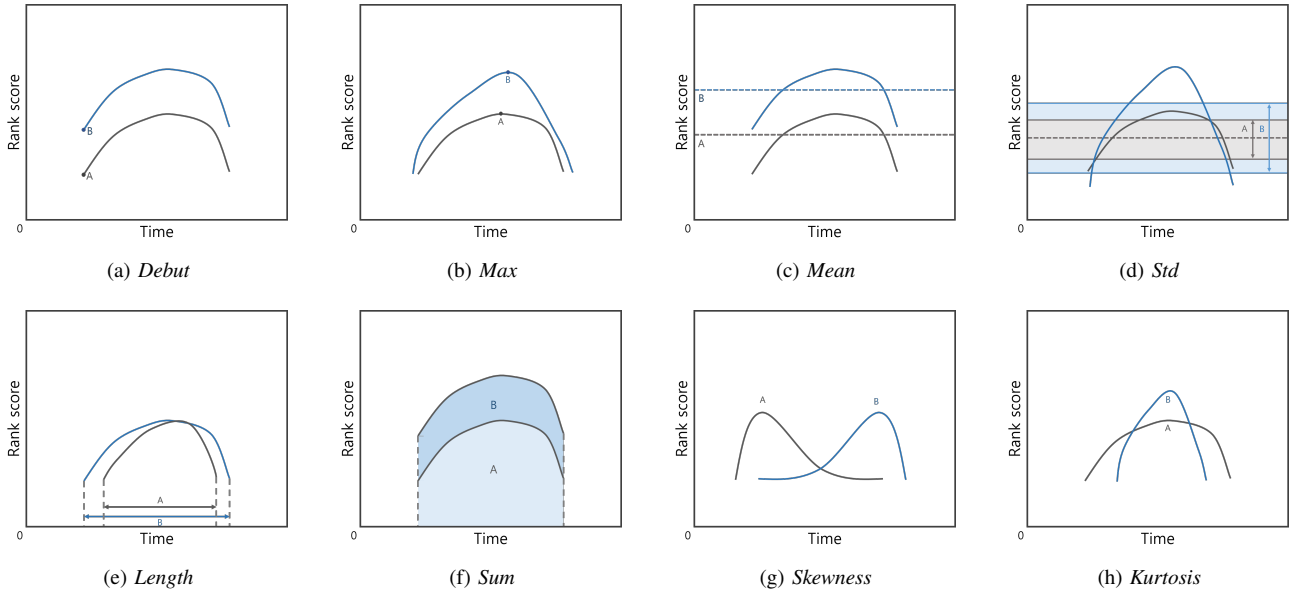 Rank score
B
A
0
Time
(a) Debut
Rank score
B
A
0
Time
(b) Max
Rank score
B
A
0
Time
(c) Mean
Rank score
A
B
0
Time
(d) Std
Rank score
A
B
0
Time
(e) Length
Rank score
B
A
0
Time
(f) Sum
Rank score
A
B
0
Time
(g) Skewness
Rank score
B
A
0
Time
(h) Kurtosis